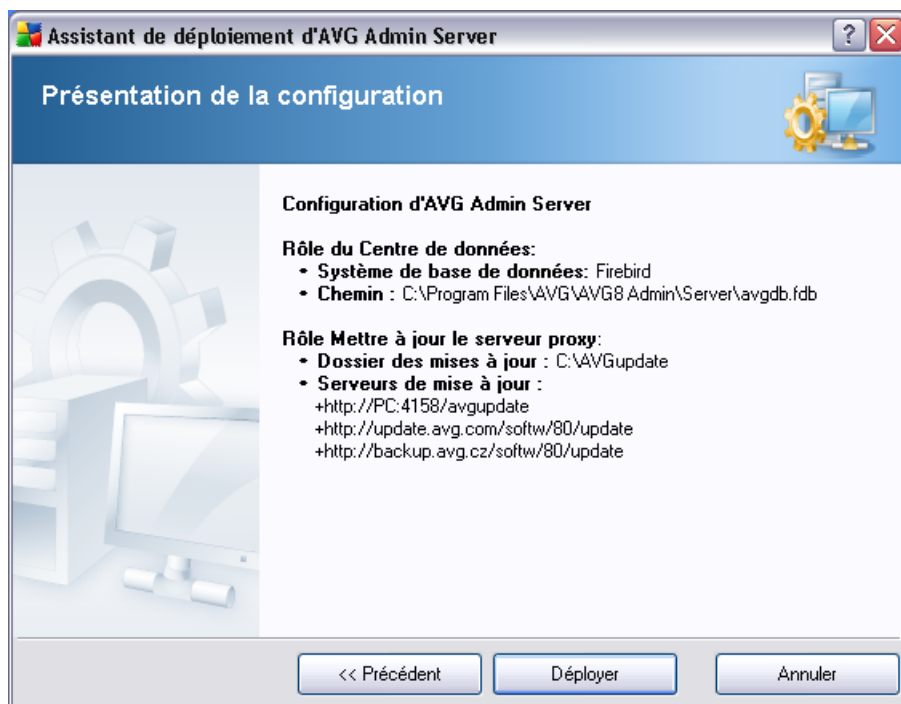 Assistant de déploiement d'AVG Admin Server
Présentation de la configuration
Configuration d'AVG Admin Server
Rôle du Centre de données:
• Système de base de données: Firebird
• Chemin : C:\Program Files\AVG\AVG8 Admin\Server\avgdb.fdb
Rôle Mettre à jour le serveur proxy:
• Dossier des mises à jour : C:\AVGupdate
• Serveurs de mise à jour :
+http://PC:4158/avgupdate
+http://update.avg.com/softw/80/update
+http://backup.avg.cz/softw/80/update
<< Précédent
Déployer
Annuler